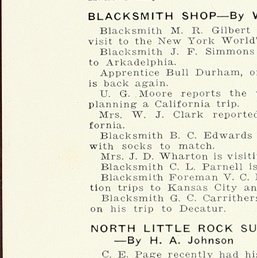 BLACKSMITH SHOP—By
Blacksmith M. R. Gilbert
visit to the New York World'
Blacksmith J. F. Simmons
to Arkadelphia.
Apprentice Bull Durham,
is back again.
U. G. Moore reports the
planning a California trip.
Mrs. W. J. Clark reported
fornia.
Blacksmith B. C. Edwards
with socks to match.
Mrs. J. D. Wharton is visiti
Blacksmith C. L. Parnell is
Blacksmith Foreman V. C.
tion trips to Kansas City an
Blacksmith G. C. Carrithers
on his trip to Decatur.
NORTH LITTLE ROCK SU
—By H. A. Johnson
C. E. Page recently had his